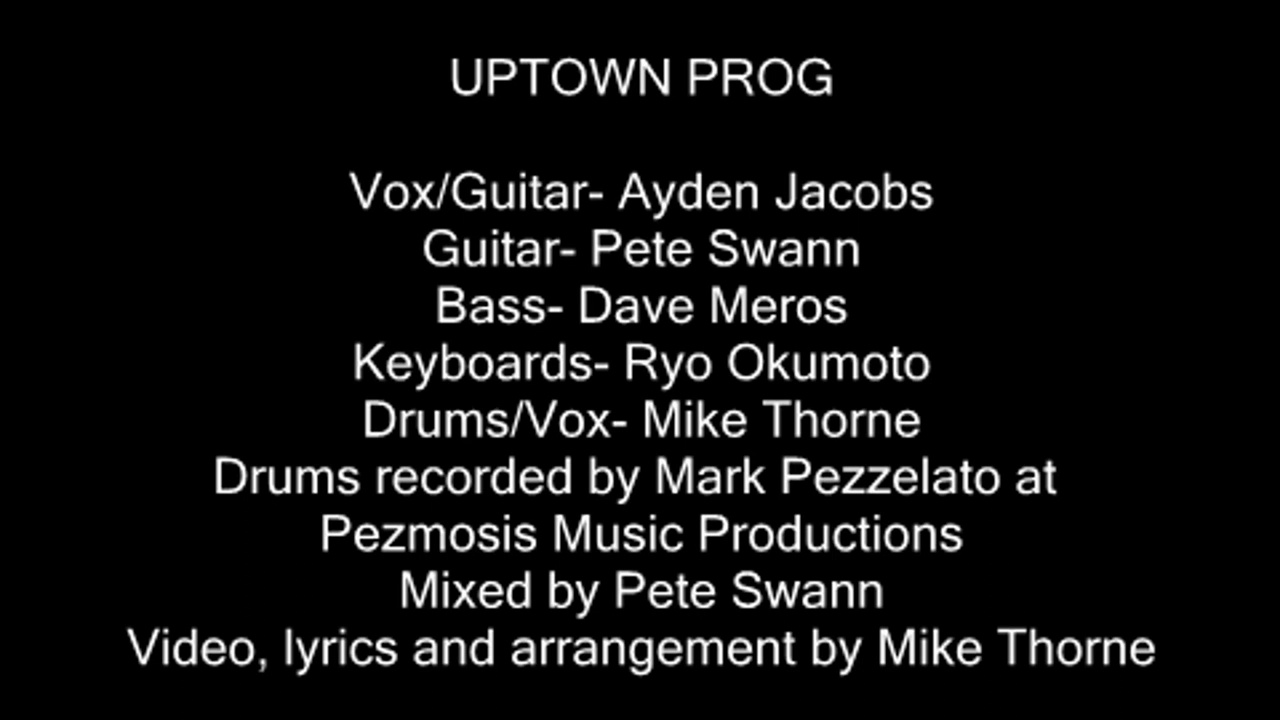 UPTOWN PROG
Vox/Guitar- Ayden Jacobs
Guitar- Pete Swann
Bass- Dave Meros
Keyboards- Ryo Okumoto
Drums/Vox- Mike Thorne
Drums recorded by Mark Pezzelato at
Pezmosis Music Productions
Mixed by Pete Swann
Video, lyrics and arrangement by Mike Thorne